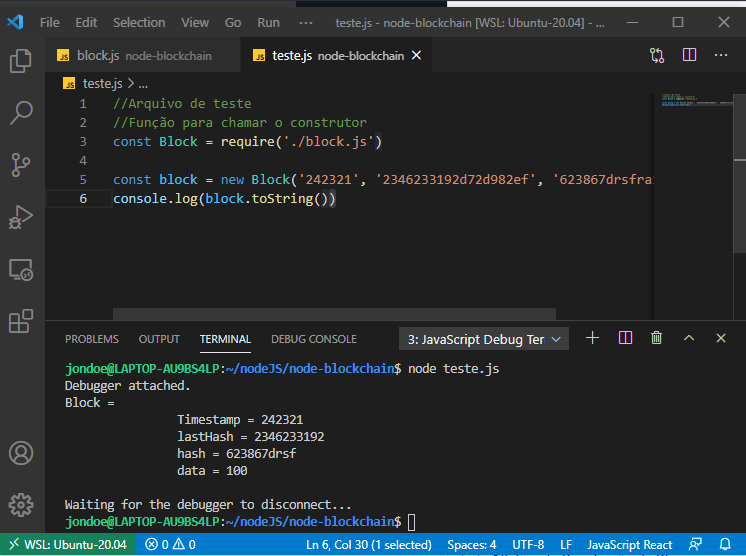 File Edit Selection View Go Run ··· teste.js - node-blockchain [WSL: Ubuntu-20.04] - ...
JS block.js node-blockchain JS teste.js node-blockchain
JS teste.js > ...
1 //Arquivo de teste
2 //Função para chamar o construtor
3 const Block = require('./block.js')
4
5 const block = new Block('242321', '2346233192d72d982ef', '623867drsfra
6 console.log(block.toString())
PROBLEMS OUTPUT TERMINAL DEBUG CONSOLE 3: JavaScript Debug Ter
jondoe@LAPTOP-AU9BS4LP:~/nodeJS/node-blockchain$ node teste.js
Debugger attached.
Block =
Timestamp = 242321
lastHash = 2346233192
hash = 623867drsf
data = 100
Waiting for the debugger to disconnect...
jondoe@LAPTOP-AU9BS4LP:~/nodeJS/node-blockchain$
WSL: Ubuntu-20.04 0 0 Ln 6, Col 30 (1 selected) Spaces: 4 UTF-8 LF JavaScript React